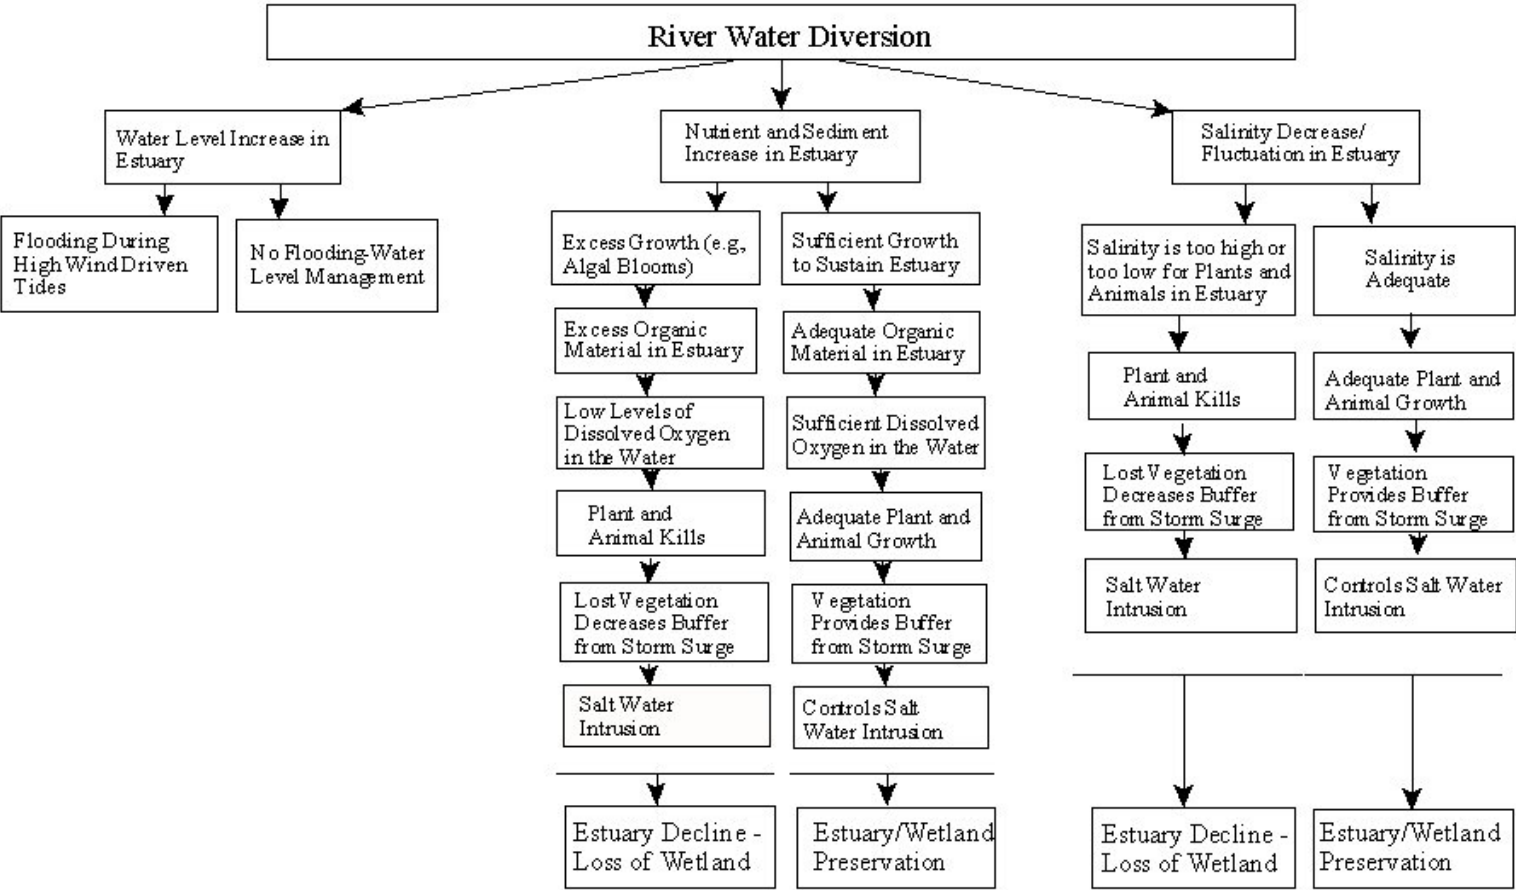 River Water Diversion
Water Level Increase in
Estuary
Nutrient and Sediment
Increase in Estuary
Salinity Decrease/
Fluctuation in Estuary
Flooding During
High Wind Driven
Tides
No Flooding-Water
Level Management
Excess Growth (e.g,
Algal Blooms)
Sufficient Growth
to Sustain Estuary
Salinity is too high or
too low for Plants and
Animals in Estuary
Salinity is
Adequate
Excess Organic
Material in Estuary
Adequate Organic
Material in Estuary
Plant and
Animal Kills
Adequate Plant and
Animal Growth
Low Levels of
Dissolved Oxygen
in the Water
Sufficient Dissolved
Oxygen in the Water
Lost Vegetation
Decreases Buffer
from Storm Surge
Vegetation
Provides Buffer
from Storm Surge
Plant and
Animal Kills
Adequate Plant and
Animal Growth
Salt Water
Intrusion
Controls Salt Water
Intrusion
Lost Vegetation
Decreases Buffer
from Storm Surge
Vegetation
Provides Buffer
from Storm Surge
Salt Water
Intrusion
Controls Salt
Water Intrusion
Estuary Decline -
Loss of Wetland
Estuary/Wetland
Preservation
Estuary Decline -
Loss of Wetland
Estuary/Wetland
Preservation